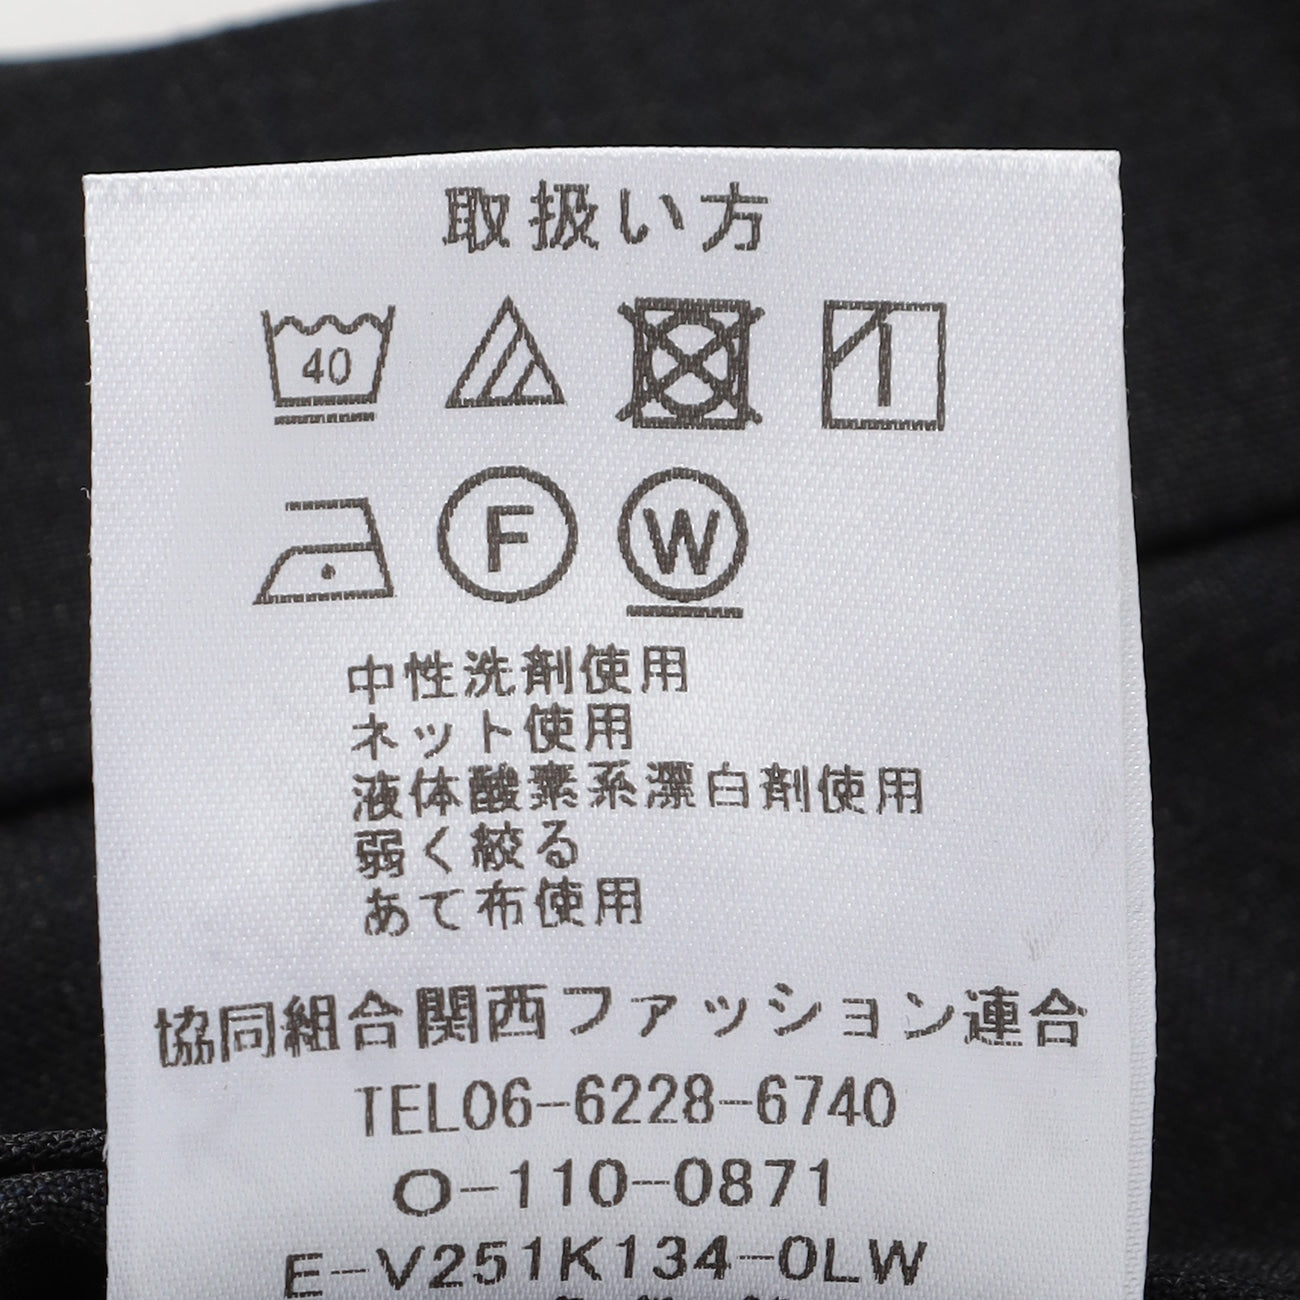 取扱い方
40
F W
中性洗剤使用
ネット使用
液体酸素系漂白剤使用
弱く絞る
あて布使用
協同組合関西ファッション連合
TEL06-6228-6740
O-110-0871
E-V251K134-OLW